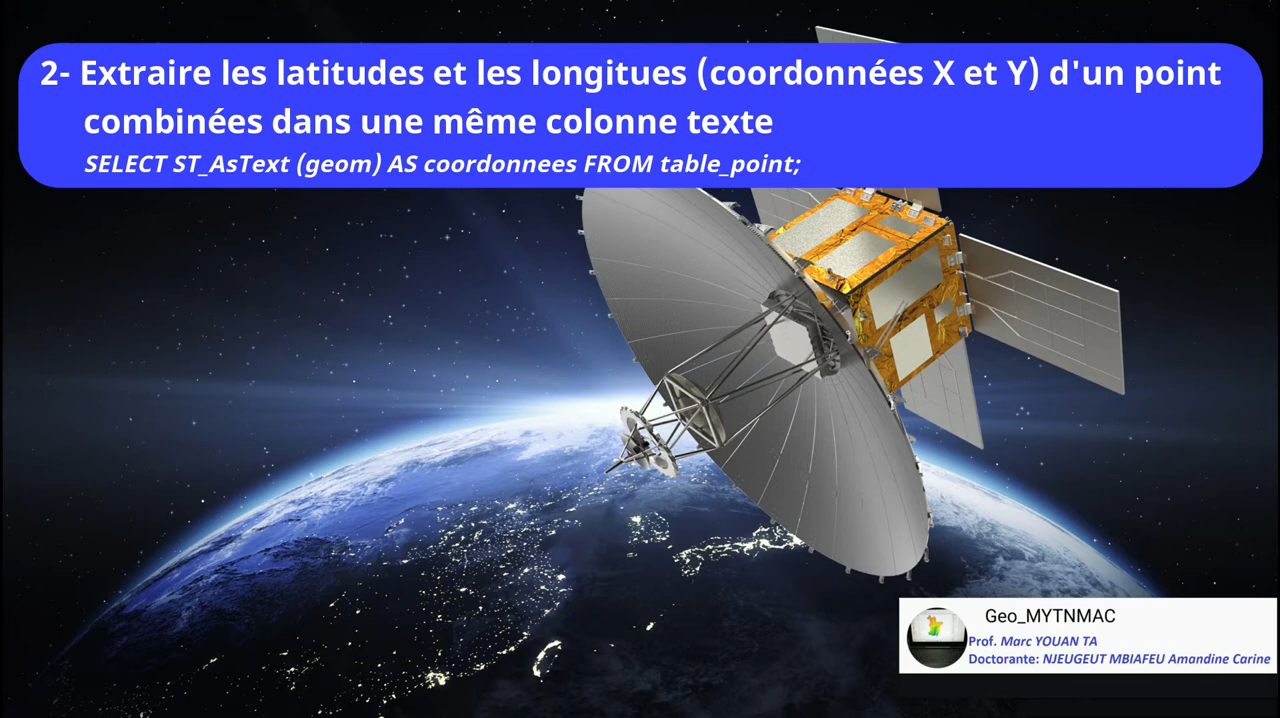 2- Extraire les latitudes et les longitues (coordonnées X et Y) d'un point
combinées dans une même colonne texte
SELECT ST_AsText (geom) AS coordonnees FROM table_point;
Geo_MYTNMAC
Prof. Marc YOUAN TA
Doctorante: NJEUGEUT MBIAFEU Amandine Carine